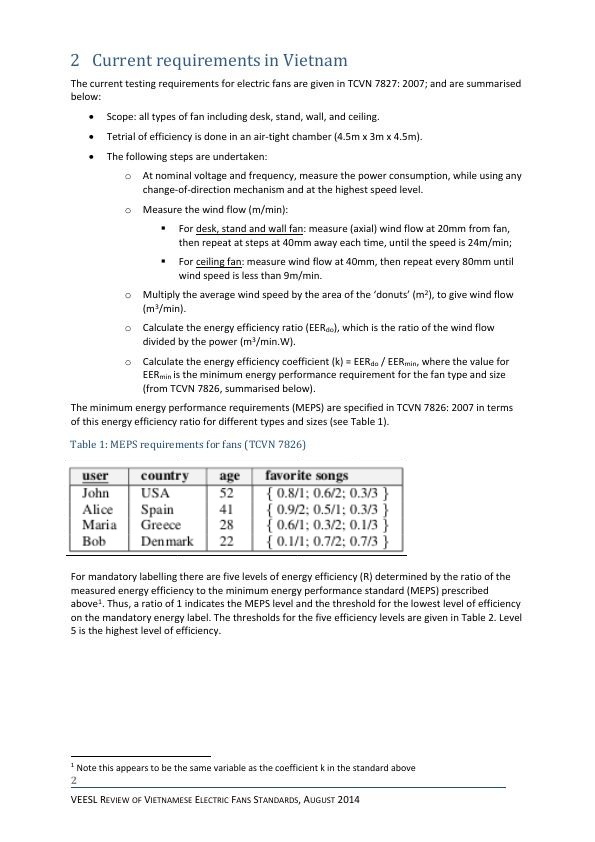 2 Current requirements in Vietnam
The current testing requirements for electric fans are given in TCVN 7827: 2007; and are summarised
below:
• Scope: all types of fan including desk, stand, wall, and ceiling.
• Tetrial of efficiency is done in an air-tight chamber (4.5m x 3m x 4.5m).
• The following steps are undertaken:
o At nominal voltage and frequency, measure the power consumption, while using any
change-of-direction mechanism and at the highest speed level.
o Measure the wind flow (m/min):
▪ For desk, stand and wall fan: measure (axial) wind flow at 20mm from fan,
then repeat at steps at 40mm away each time, until the speed is 24m/min;
▪ For ceiling fan: measure wind flow at 40mm, then repeat every 80mm until
wind speed is less than 9m/min.
o Multiply the average wind speed by the area of the ‘donuts’ (m²), to give wind flow
(m³/min).
o Calculate the energy efficiency ratio (EERdo), which is the ratio of the wind flow
divided by the power (m³/min.W).
o Calculate the energy efficiency coefficient (k) = EERdo / EERmin, where the value for
EERmin is the minimum energy performance requirement for the fan type and size
(from TCVN 7826, summarised below).
The minimum energy performance requirements (MEPS) are specified in TCVN 7826: 2007 in terms
of this energy efficiency ratio for different types and sizes (see Table 1).
Table 1: MEPS requirements for fans (TCVN 7826)
user country age favorite songs
John USA 52 { 0.8/1; 0.6/2; 0.3/3 }
Alice Spain 41 { 0.9/2; 0.5/1; 0.3/3 }
Maria Greece 28 { 0.6/1; 0.3/2; 0.1/3 }
Bob Denmark 22 { 0.1/1; 0.7/2; 0.7/3 }
For mandatory labelling there are five levels of energy efficiency (R) determined by the ratio of the
measured energy efficiency to the minimum energy performance standard (MEPS) prescribed
above¹. Thus, a ratio of 1 indicates the MEPS level and the threshold for the lowest level of efficiency
on the mandatory energy label. The thresholds for the five efficiency levels are given in Table 2. Level
5 is the highest level of efficiency.
¹ Note this appears to be the same variable as the coefficient k in the standard above
2
VEESL REVIEW OF VIETNAMESE ELECTRIC FANS STANDARDS, AUGUST 2014